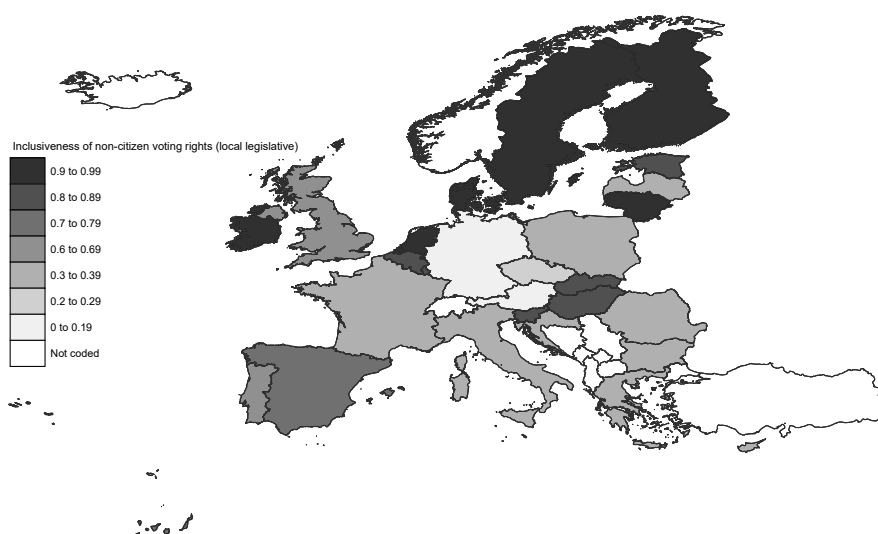 Inclusiveness of non-citizen voting rights (local legislative)
0.9 to 0.99
0.8 to 0.89
0.7 to 0.79
0.6 to 0.69
0.3 to 0.39
0.2 to 0.29
0 to 0.19
Not coded